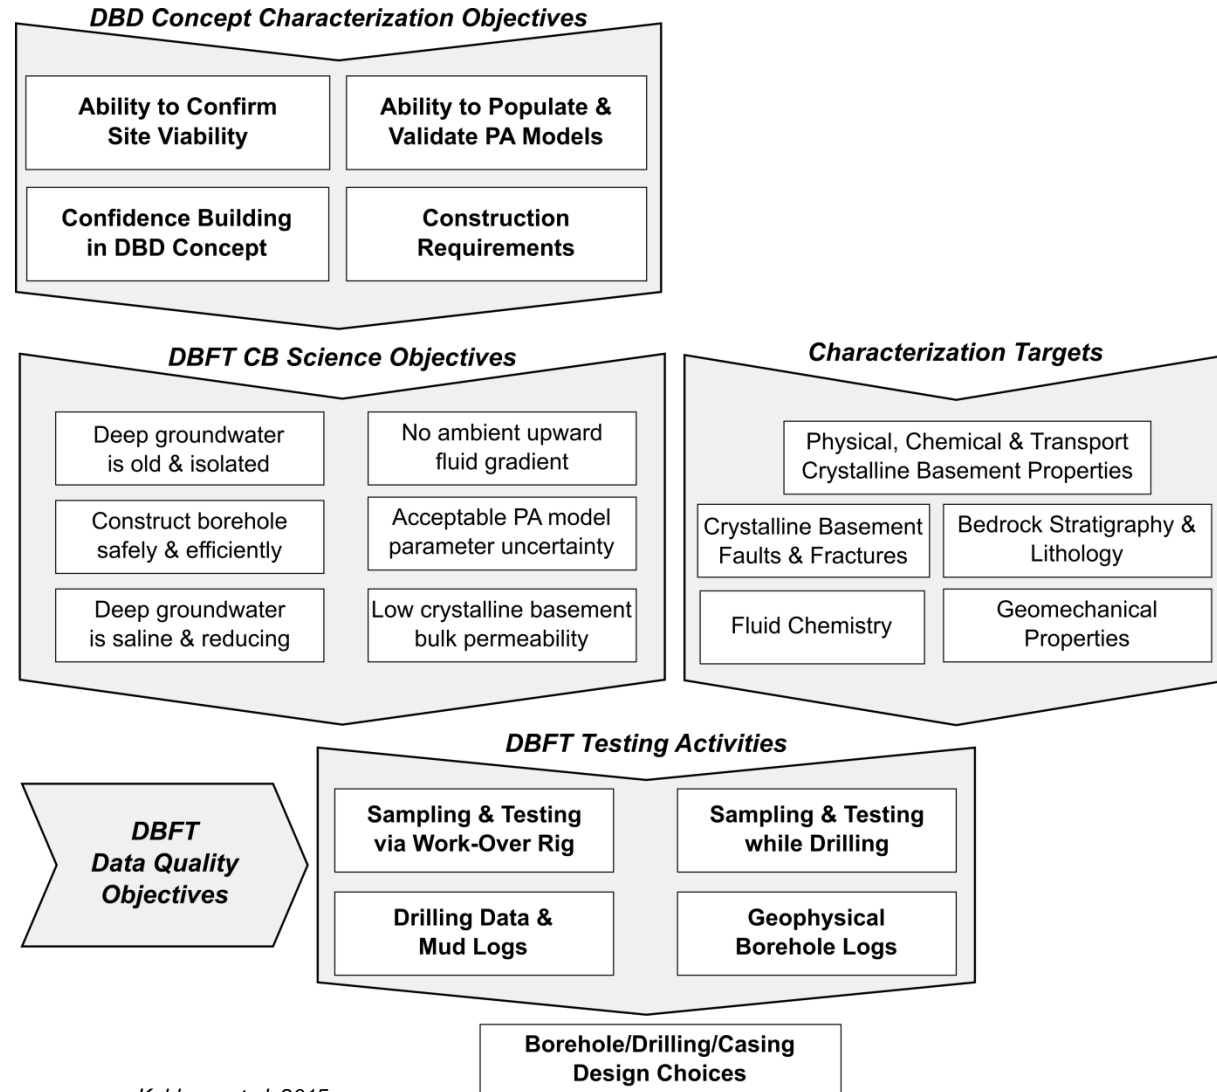 DBD Concept Characterization Objectives
Ability to Confirm
Site Viability
Ability to Populate &
Validate PA Models
Confidence Building
in DBD Concept
Construction
Requirements
DBFT CB Science Objectives
Deep groundwater
is old & isolated
No ambient upward
fluid gradient
Construct borehole
safely & efficiently
Acceptable PA model
parameter uncertainty
Deep groundwater
is saline & reducing
Low crystalline basement
bulk permeability
Characterization Targets
Physical, Chemical & Transport
Crystalline Basement Properties
Crystalline Basement
Faults & Fractures
Bedrock Stratigraphy &
Lithology
Fluid Chemistry
Geomechanical
Properties
DBFT
Data Quality
Objectives
DBFT Testing Activities
Sampling & Testing
via Work-Over Rig
Sampling & Testing
while Drilling
Drilling Data &
Mud Logs
Geophysical
Borehole Logs
Borehole/Drilling/Casing
Design Choices